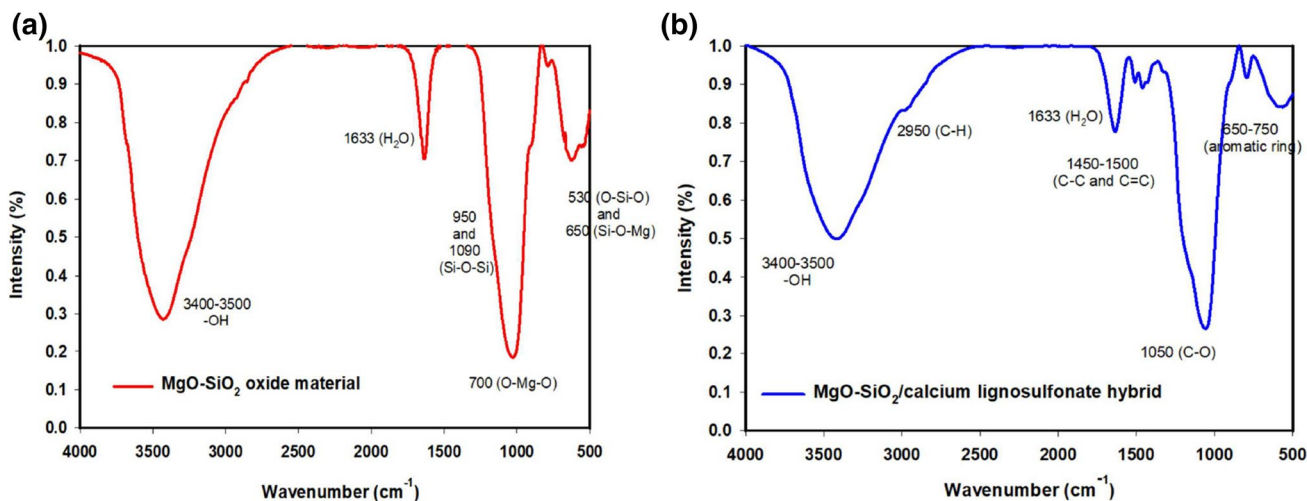 (a)
1.0
0.9
0.8
0.7
0.6
0.5
0.4
0.3
0.2
0.1
0.0
Intensity (%)
1633 (H₂O)
950
and
1090
(Si-O-Si)
530 (O-Si-O)
and
650 (Si-O-Mg)
3400-3500
-OH
700 (O-Mg-O)
MgO-SiO₂ oxide material
4000 3500 3000 2500 2000 1500 1000 500
Wavenumber (cm⁻¹)
(b)
1.0
0.9
0.8
0.7
0.6
0.5
0.4
0.3
0.2
0.1
0.0
Intensity (%)
2950 (C-H)
1633 (H₂O)
1450-1500
(C-C and C=C)
650-750
(aromatic ring)
3400-3500
-OH
1050 (C-O)
MgO-SiO₂/calcium lignosulfonate hybrid
4000 3500 3000 2500 2000 1500 1000 500
Wavenumber (cm⁻¹)